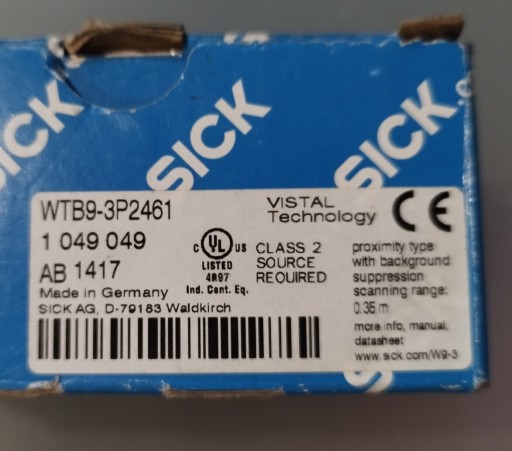 SICK
SICK
SICK
WTB9-3P2461
1 049 049
AB 1417
Made in Germany
SICK AG, D-79183 Waldkirch
C UL US
LISTED
4R97
Ind. Cont. Eq.
VISTAL
Technology
CLASS 2
SOURCE
REQUIRED
CE
proximity type
with background
suppression
scanning range:
0.35 m
more info, manual,
datasheet
www.sick.com/W9-3